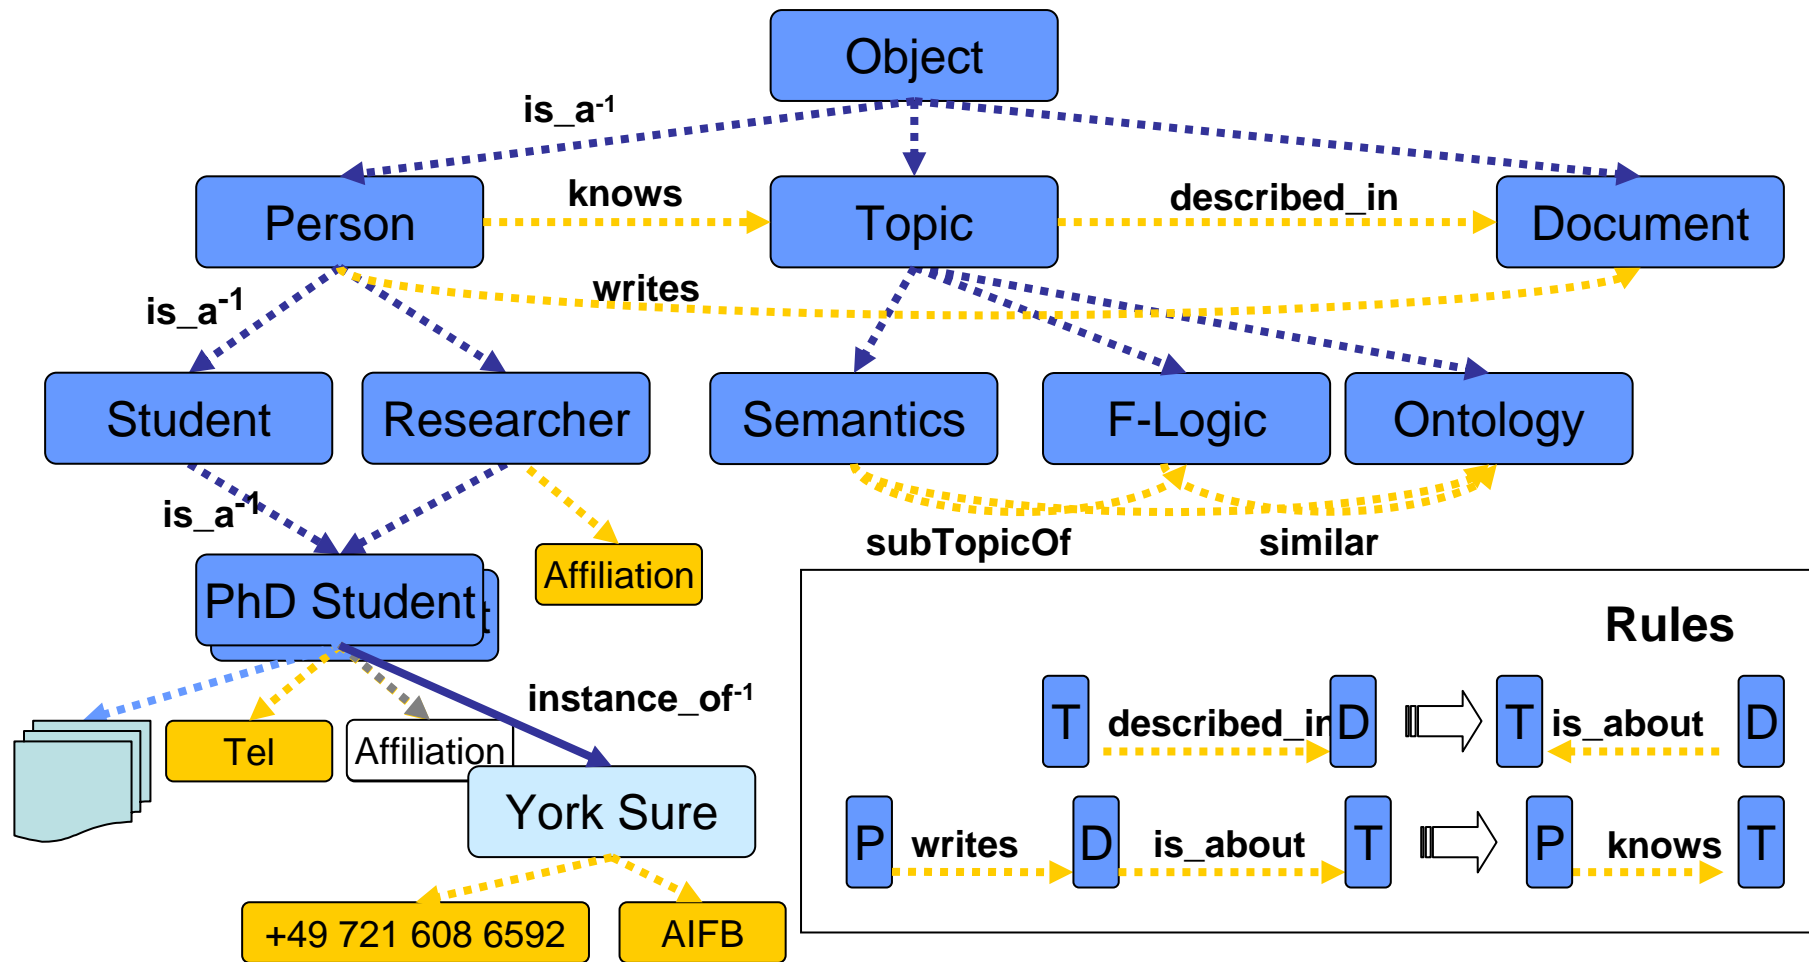 Object
is_a-1
Person
knows
Topic
described_in
Document
is_a-1
writes
Student
Researcher
Semantics
F-Logic
Ontology
is_a-1
subTopicOf
similar
PhD Student
t
Affiliation
Rules
instance_of-1
Tel
Affiliation
York Sure
+49 721 608 6592
AIFB
T described_in D T is_about D
P writes D is_about T P knows T